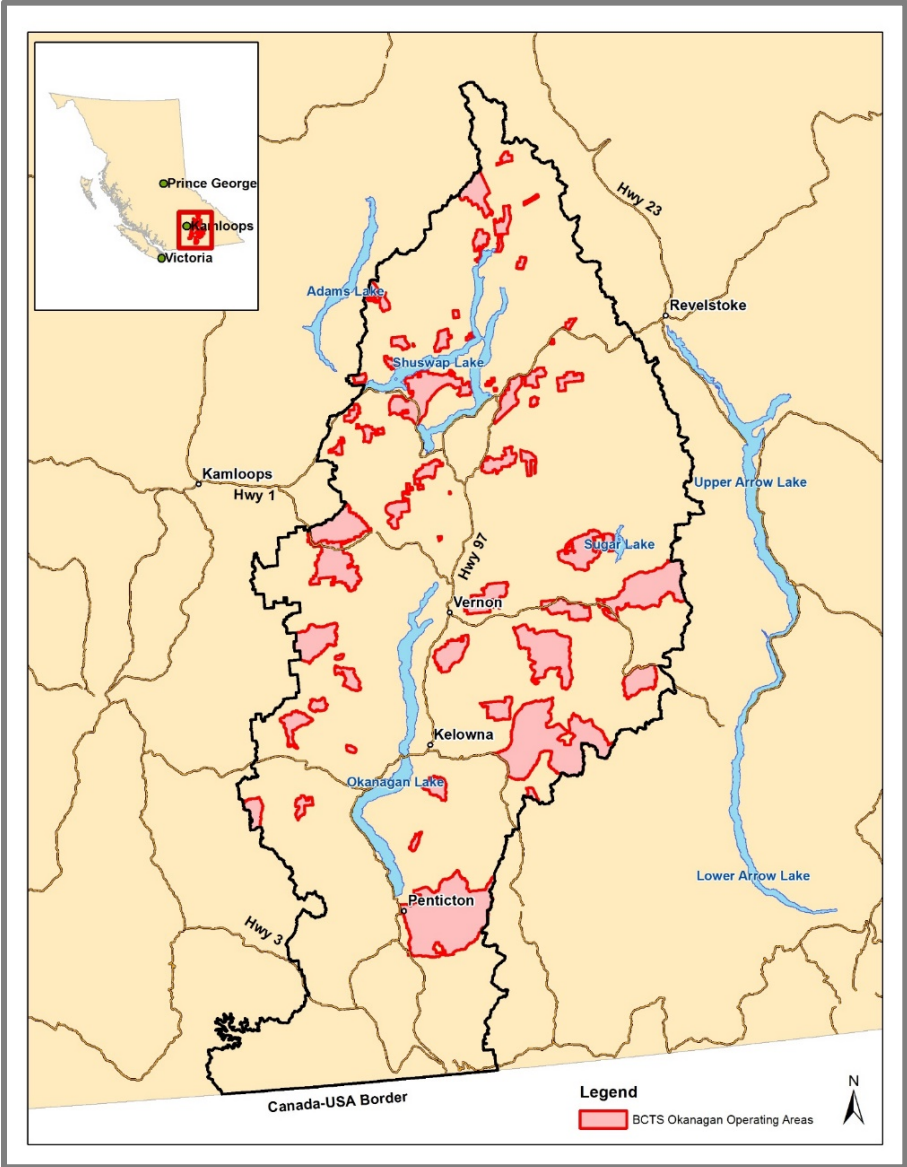 Prince George
Kamloops
Victoria
Hwy 23
Adams Lake
Revelstoke
Shuswap Lake
Kamloops
Hwy 1
Upper Arrow Lake
Hwy 97
Sugar Lake
Vernon
Kelowna
Okanagan Lake
Lower Arrow Lake
Penticton
Hwy 3
Canada-USA Border
Legend
BCTS Okanagan Operating Areas
N